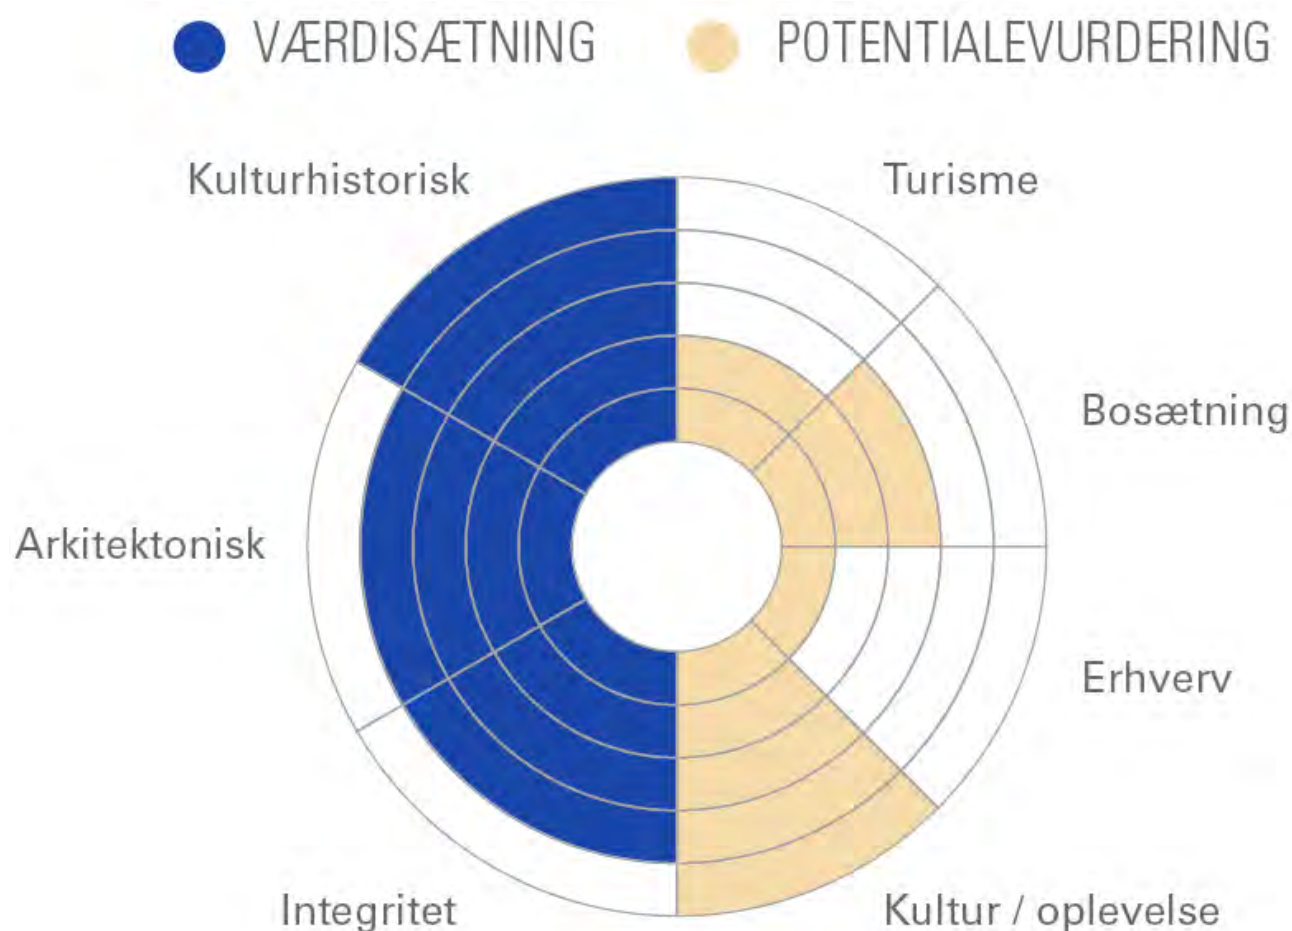 VÆRDISÆTNING
POTENTIALEVURDERING
Kulturhistorisk
Turisme
Bosætning
Arkitektonisk
Erhverv
Integritet
Kultur / oplevelse